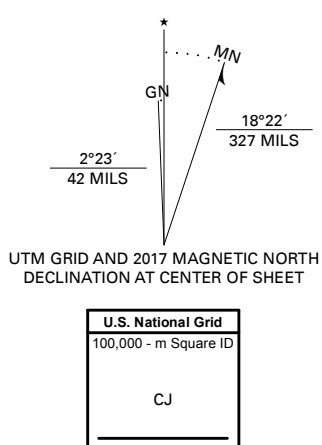 ★
MN
GN
18°22´
327 MILS
2°23´
42 MILS
UTM GRID AND 2017 MAGNETIC NORTH
DECLINATION AT CENTER OF SHEET
U.S. National Grid
100,000 - m Square ID
CJ